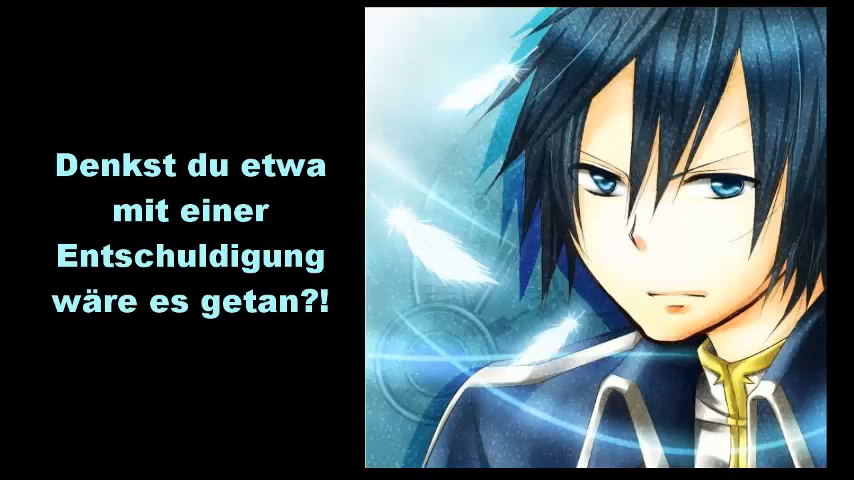 Denkst du etwa
mit einer
Entschuldigung
wäre es getan?!